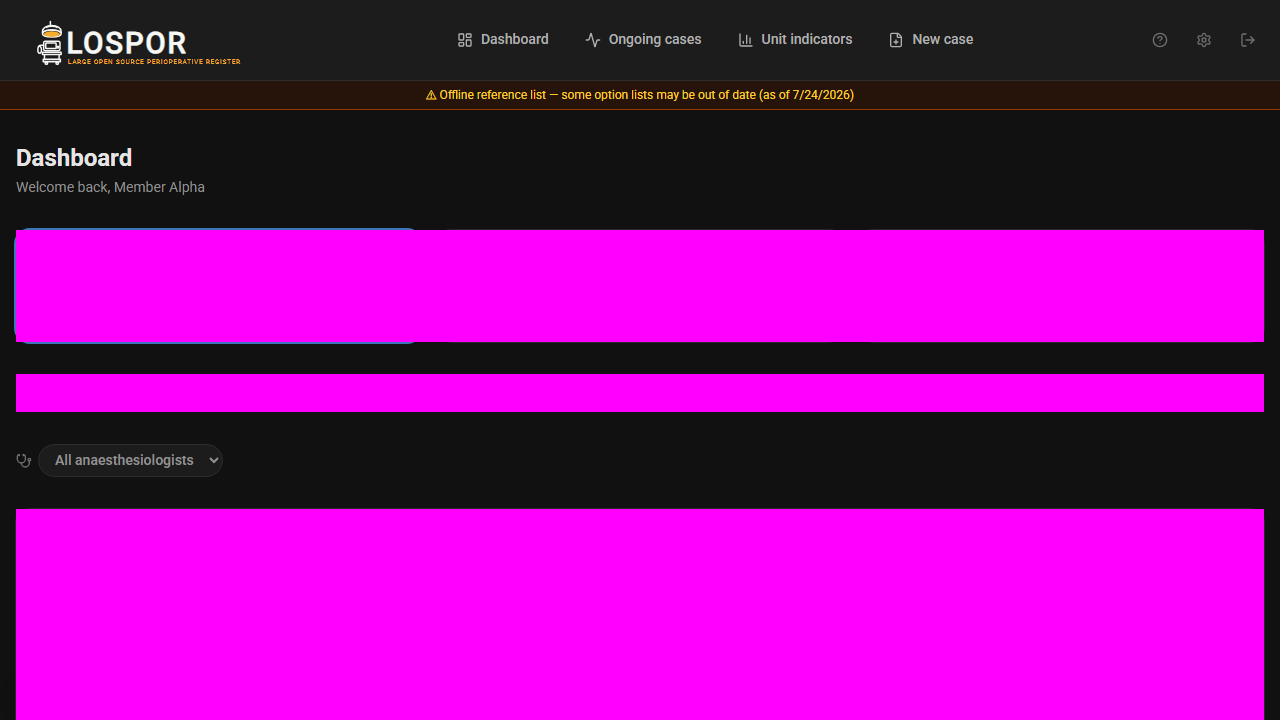 LOSPOR
LARGE OPEN SOURCE PERIOPERATIVE REGISTER
Dashboard
Ongoing cases
Unit indicators
New case
⚠ Offline reference list — some option lists may be out of date (as of 7/24/2026)
Dashboard
Welcome back, Member Alpha
All anaesthesiologists